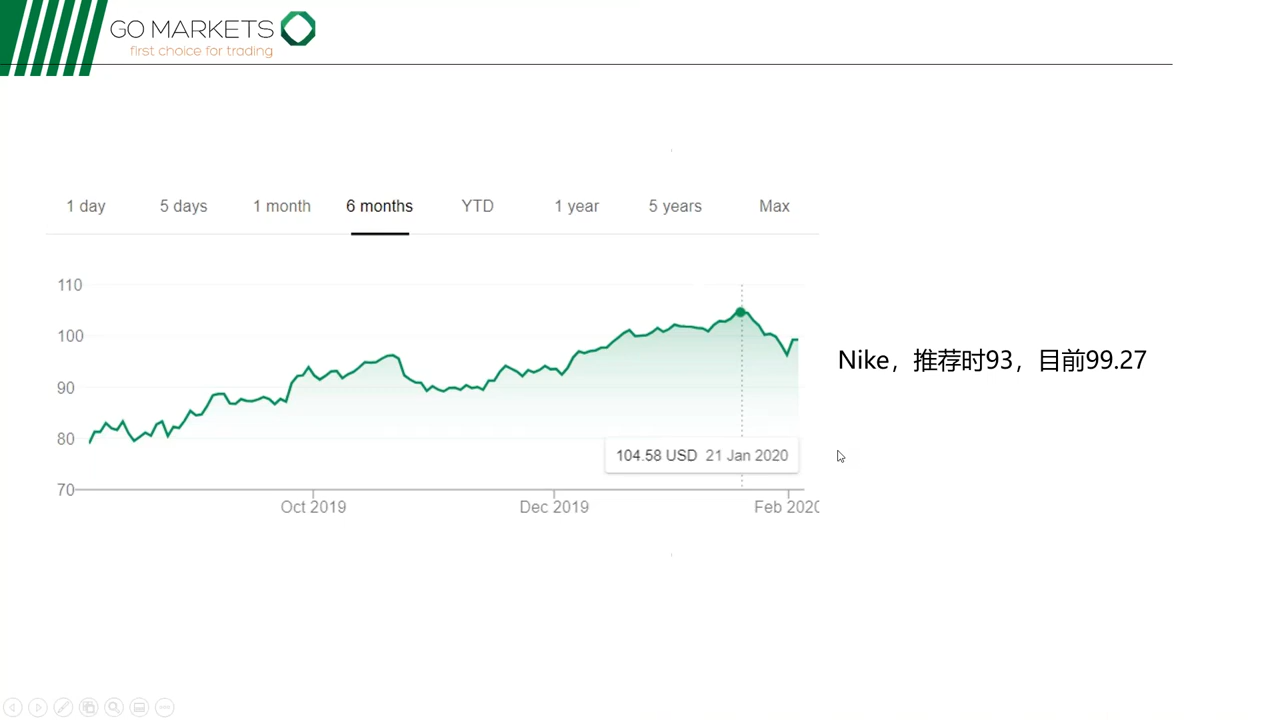 GO MARKETS
first choice for trading
1 day 5 days 1 month 6 months YTD 1 year 5 years Max
110
100
90
80
70
Nike，推荐时93，目前99.27
104.58 USD 21 Jan 2020
Oct 2019 Dec 2019 Feb 2020